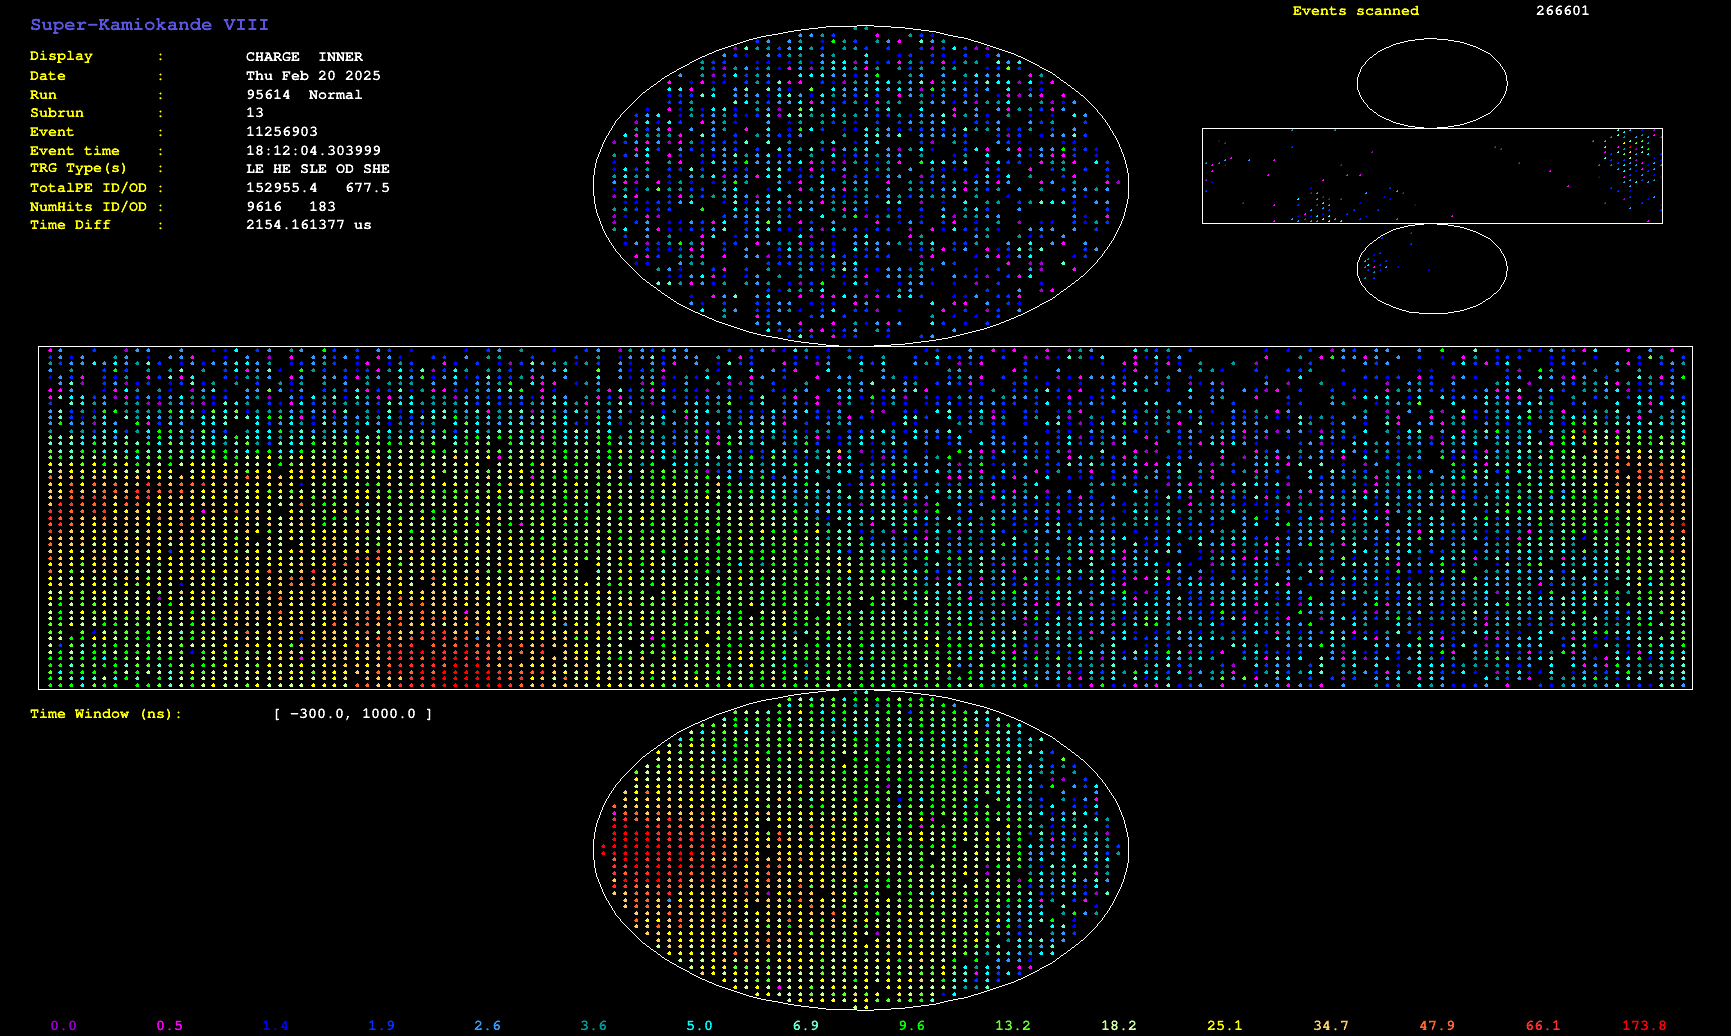 Super-Kamiokande VIII
Display : CHARGE INNER
Date : Thu Feb 20 2025
Run : 95614 Normal
Subrun : 13
Event : 11256903
Event time : 18:12:04.303999
TRG Type(s) : LE HE SLE OD SHE
TotalPE ID/OD : 152955.4 677.5
NumHits ID/OD : 9616 183
Time Diff : 2154.161377 us
Events scanned 266601
Time Window (ns): [ -300.0, 1000.0 ]
0.0 0.5 1.4 1.9 2.6 3.6 5.0 6.9 9.6 13.2 18.2 25.1 34.7 47.9 66.1 173.8